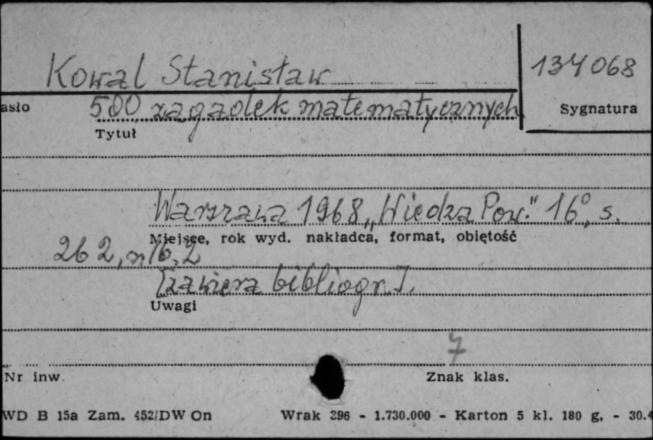 Kowal Stanisław 134068
asło 500 zagadek matematycznych Sygnatura
Tytuł
Warszawa 1968 „Wiedza Pow." 16°, s.
Miejsce, rok wyd. nakładca, format, objętość
262, n/b, 2
[zawiera bibliogr.].
Uwagi
7
Nr inw. Znak klas.
WD B 15a Zam. 452/DW On Wrak 296 - 1.730.000 - Karton 5 kl. 180 g. - 30.4